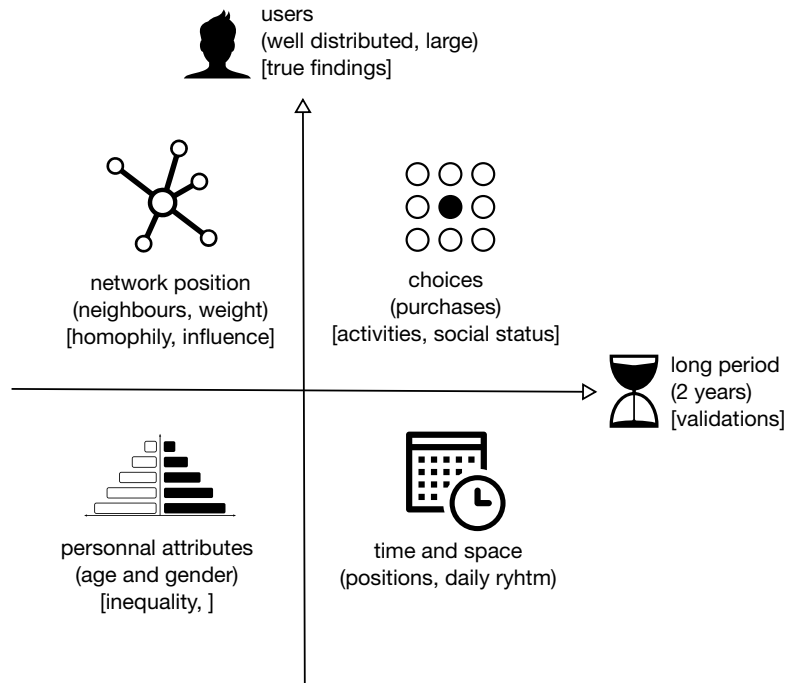 users
(well distributed, large)
[true findings]
network position
(neighbours, weight)
[homophily, influence]
choices
(purchases)
[activities, social status]
long period
(2 years)
[validations]
personnal attributes
(age and gender)
[inequality, ]
time and space
(positions, daily ryhtm)